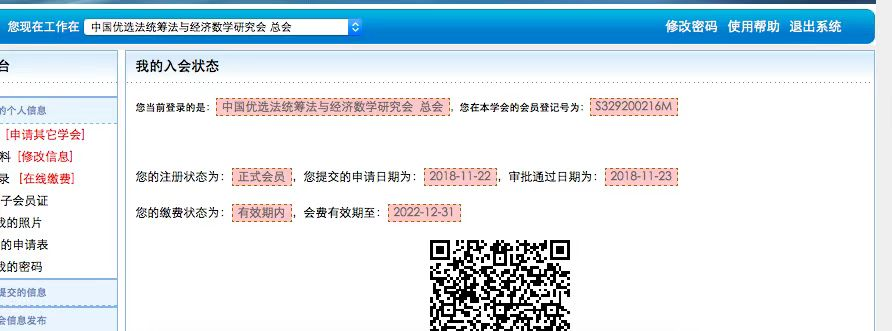 您现在工作在 中国优选法统筹法与经济数学研究会 总会 修改密码 使用帮助 退出系统
台
我的入会状态
的个人信息
您当前登录的是: 中国优选法统筹法与经济数学研究会 总会, 您在本学会的会员登记号为: S329200216M
[申请其它学会]
料 [修改信息]
录 [在线缴费]
子会员证
我的照片
的申请表
我的密码
提交的信息
会信息发布
您的注册状态为: 正式会员, 您提交的申请日期为: 2018-11-22, 审批通过日期为: 2018-11-23
您的缴费状态为: 有效期内, 会费有效期至: 2022-12-31